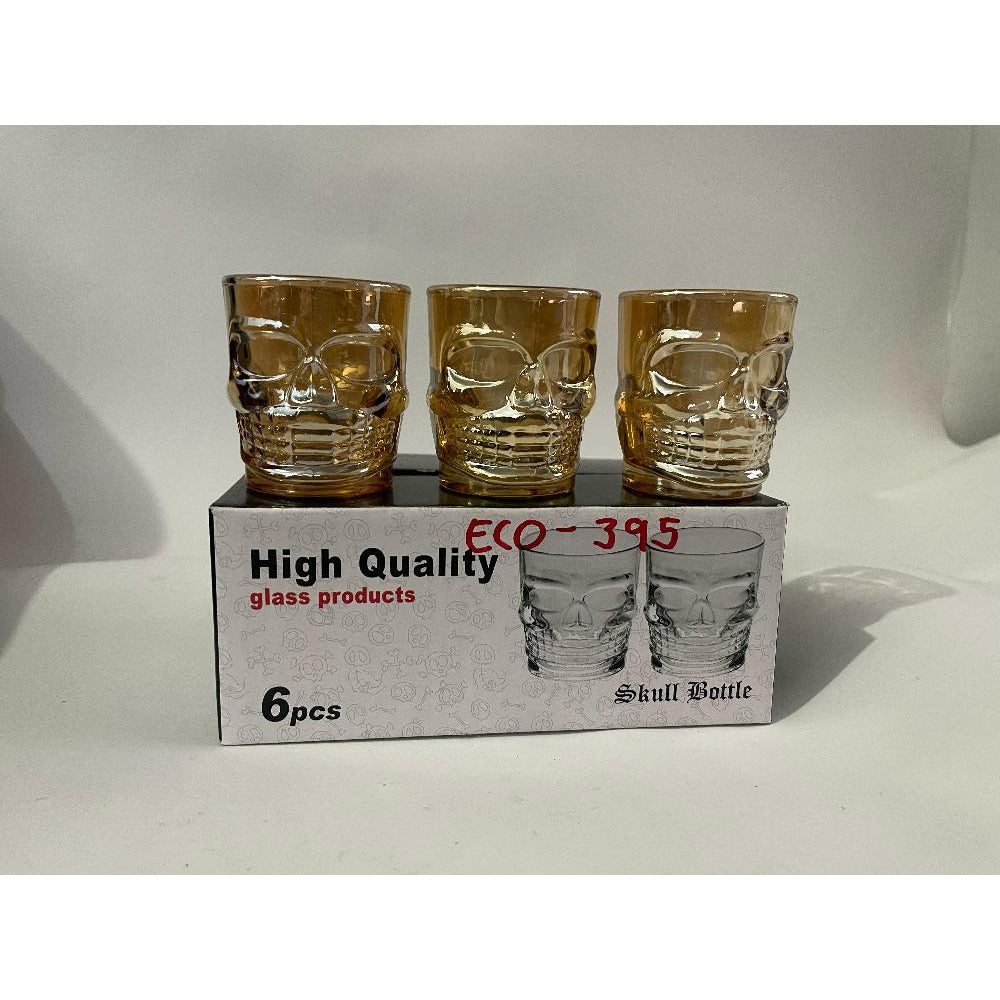 ECO-395
High Quality
glass products
6pcs
Skull Bottle